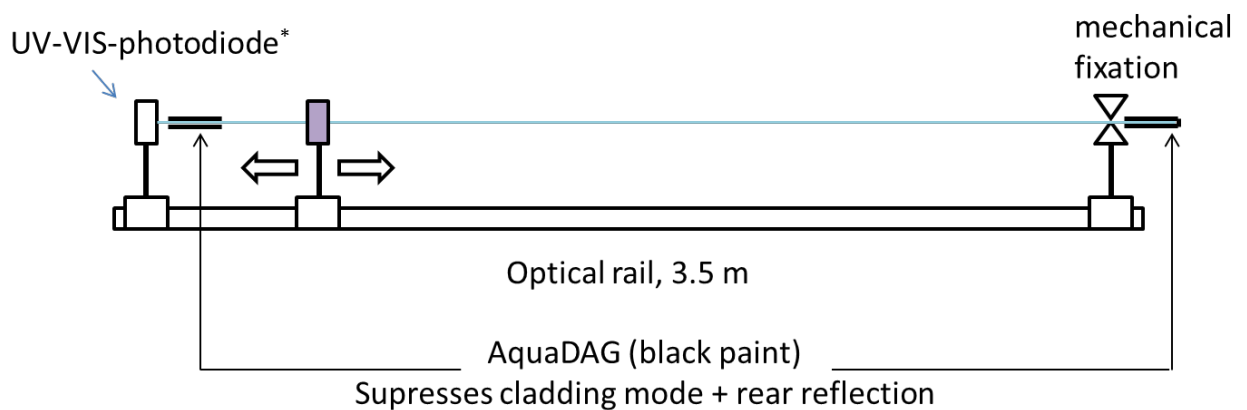 UV-VIS-photodiode*
mechanical
fixation
Optical rail, 3.5 m
AquaDAG (black paint)
Supresses cladding mode + rear reflection